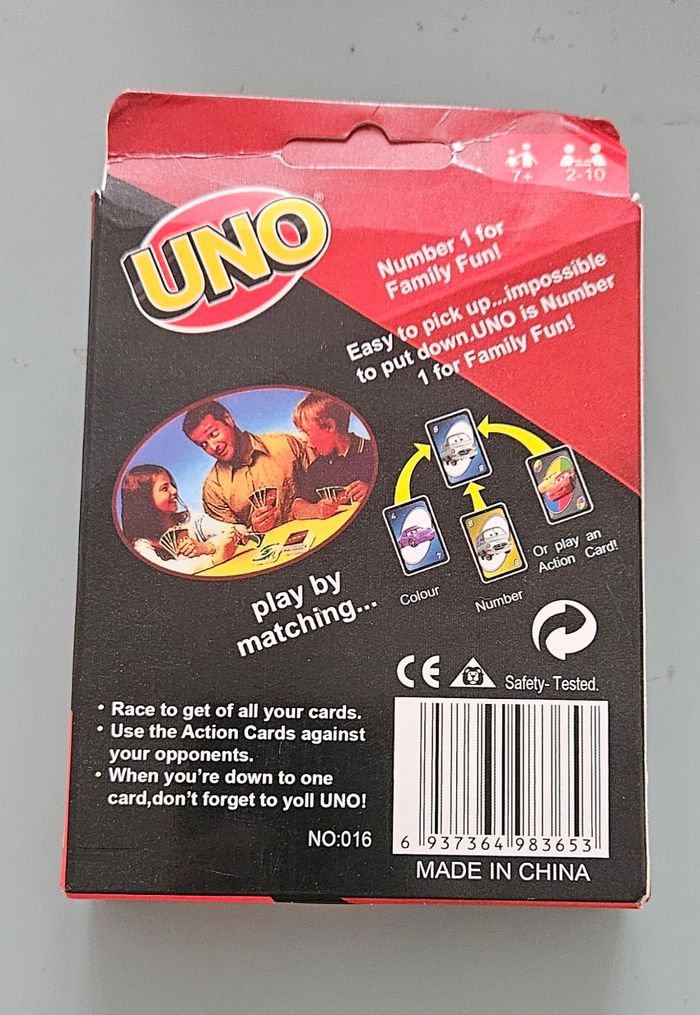 7+ 2-10
UNO®
Number 1 for
Family Fun!
Easy to pick up...impossible
to put down.UNO is Number
1 for Family Fun!
play by
matching...
Colour
Number
Or play an
Action Card!
CE
Safety- Tested.
• Race to get of all your cards.
• Use the Action Cards against
your opponents.
• When you're down to one
card,don't forget to yoll UNO!
NO:016
6 937364 983653
MADE IN CHINA